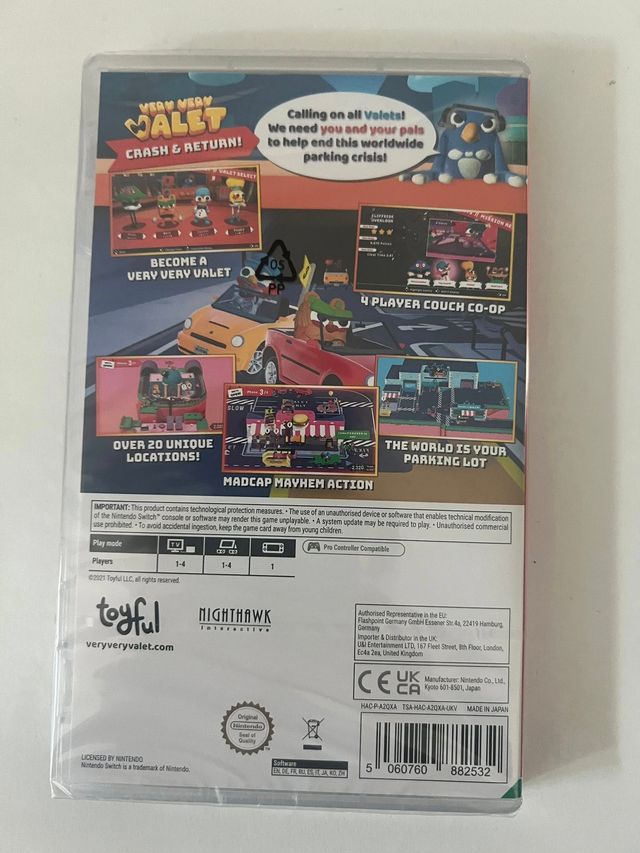 VERY VERY
VALET
CRASH & RETURN!
Calling on all Valets!
We need you and your pals
to help end this worldwide
parking crisis!
VALET SELECT
BECOME A
VERY VERY VALET
05
PP
4 PLAYER COUCH CO-OP
SLOW
OVER 20 UNIQUE
LOCATIONS!
MADCAP MAYHEM ACTION
THE WORLD IS YOUR
PARKING LOT
IMPORTANT: This product contains technological protection measures. • The use of an unauthorised device or software that enables technical modification
of the Nintendo Switch™ console or software may render this game unplayable. • A system update may be required to play. • Unauthorised commercial
use prohibited. • To avoid accidental ingestion, keep the game card away from young children.
Play mode TV Pro Controller Compatible
Players 1-4 1-4 1
©2021 Toyful LLC, all rights reserved.
toyful
NIGHTHAWK
Interactive
veryveryvalet.com
Authorised Representative in the EU:
Flashpoint Germany GmbH Essener Str.4a, 22419 Hamburg,
Germany
Importer & Distributor in the UK:
U&I Entertainment LTD, 167 Fleet Street, 8th Floor, London,
Ec4a 2ea, United Kingdom
CE UK
CA
Manufacturer: Nintendo Co., Ltd.,
Kyoto 601-8501, Japan
HAC-P-A2QXA TSA-HAC-A2QXA-UKV MADE IN JAPAN
Original
Nintendo
Seal of
Quality
LICENSED BY NINTENDO
Nintendo Switch is a trademark of Nintendo.
Software
EN, DE, FR, RU, ES, IT, JA, KO, ZH
5 060760 882532